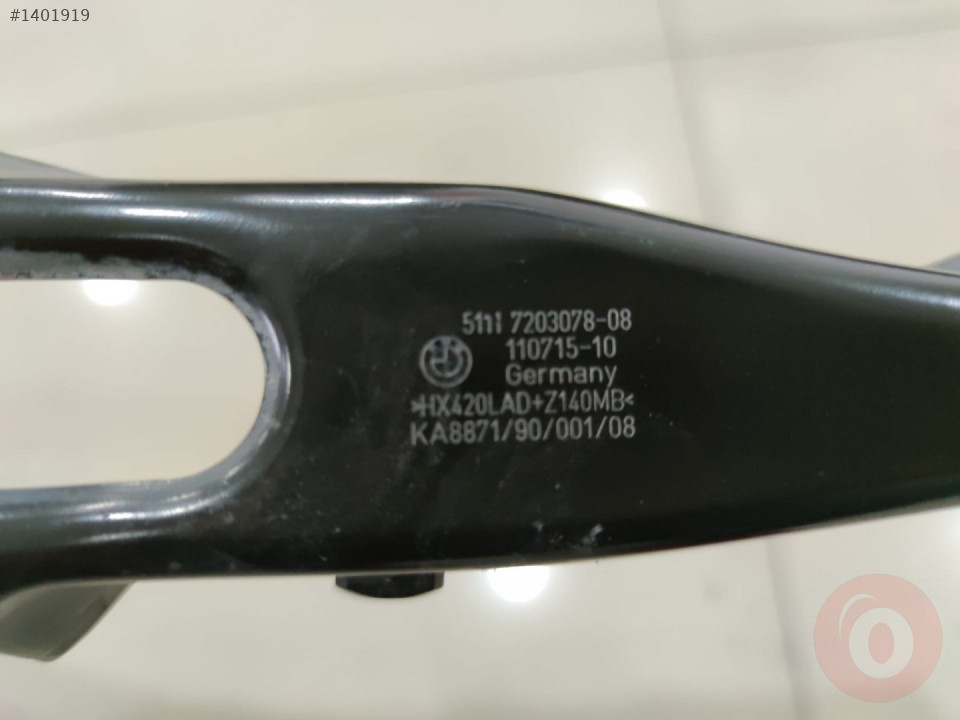 #1401919
5111 7203078-08
110715-10
Germany
>HX420LAD+Z140MB<
KA8871/90/001/08